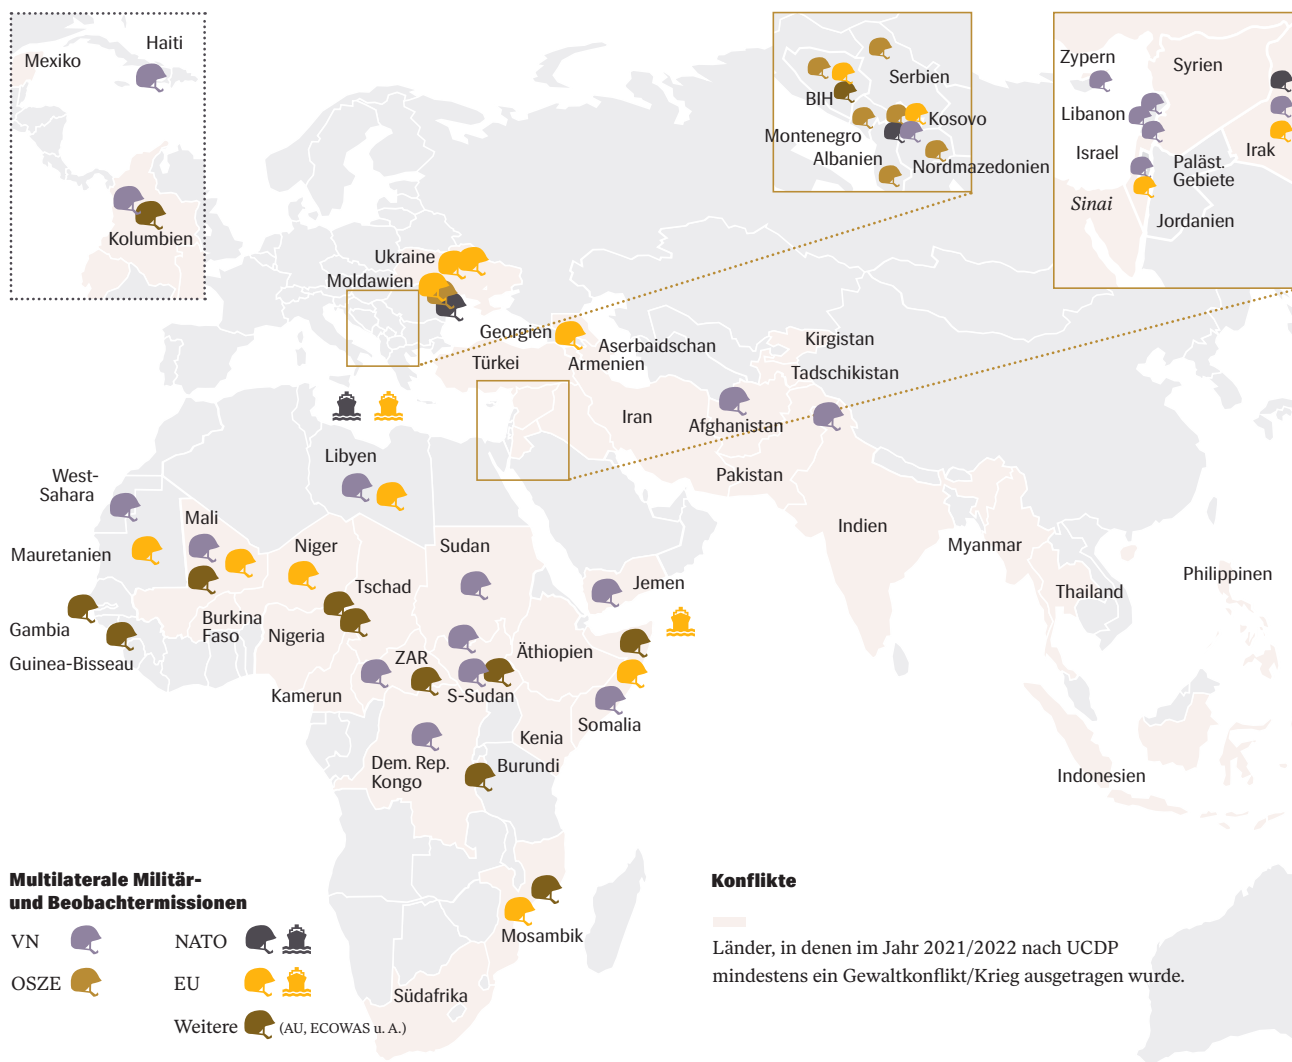 Haiti
Mexiko
Kolumbien
Serbien
BIH
Kosovo
Montenegro
Albanien
Nordmazedonien
Zypern
Syrien
Libanon
Israel
Irak
Paläst.
Gebiete
Sinai
Jordanien
Ukraine
Moldawien
Georgien
Aserbaidschan
Armenien
Türkei
Kirgistan
Tadschikistan
Iran
Afghanistan
Pakistan
Libyen
West-
Sahara
Mali
Mauretanien
Niger
Sudan
Indien
Myanmar
Jemen
Thailand
Philippinen
Tschad
Gambia
Burkina
Faso
Nigeria
Guinea-Bissau
ZAR
Äthiopien
Kamerun
S-Sudan
Somalia
Kenia
Dem. Rep.
Kongo
Burundi
Indonesien
Mosambik
Südafrika
Multilaterale Militär-
und Beobachtermissionen
VN
NATO
OSZE
EU
Weitere (AU, ECOWAS u. A.)
Konflikte
Länder, in denen im Jahr 2021/2022 nach UCDP
mindestens ein Gewaltkonflikt/Krieg ausgetragen wurde.